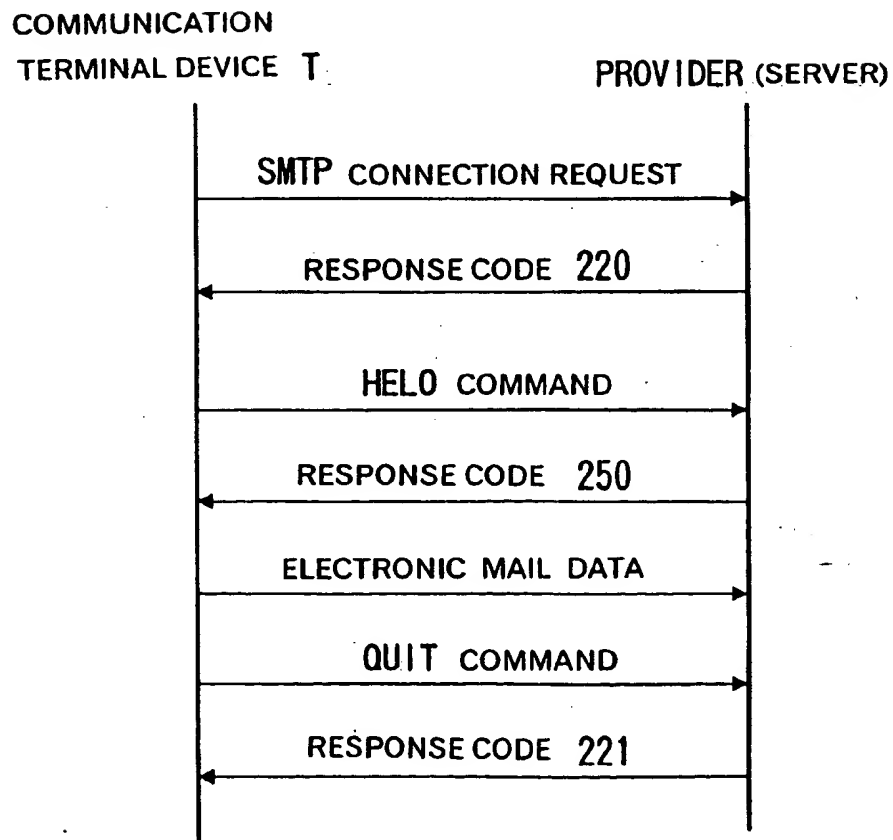 COMMUNICATION
TERMINAL DEVICE T
PROVIDER (SERVER)
SMTP CONNECTION REQUEST
RESPONSE CODE 220
HELO COMMAND
RESPONSE CODE 250
ELECTRONIC MAIL DATA
QUIT COMMAND
RESPONSE CODE 221